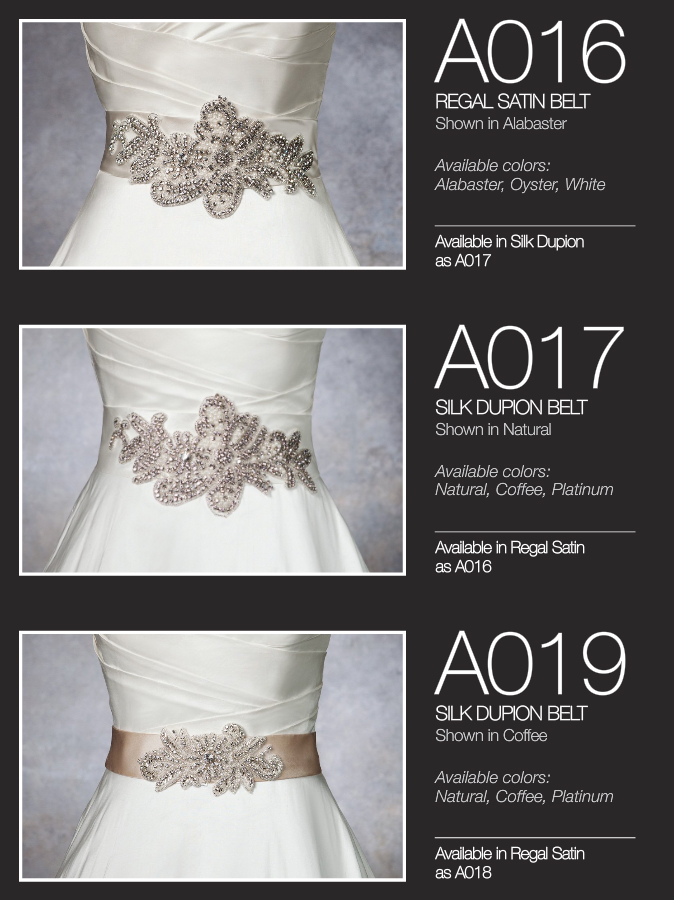 A016
REGAL SATIN BELT
Shown in Alabaster
Available colors:
Alabaster, Oyster, White
Available in Silk Dupion
as A017
A017
SILK DUPION BELT
Shown in Natural
Available colors:
Natural, Coffee, Platinum
Available in Regal Satin
as A016
A019
SILK DUPION BELT
Shown in Coffee
Available colors:
Natural, Coffee, Platinum
Available in Regal Satin
as A018